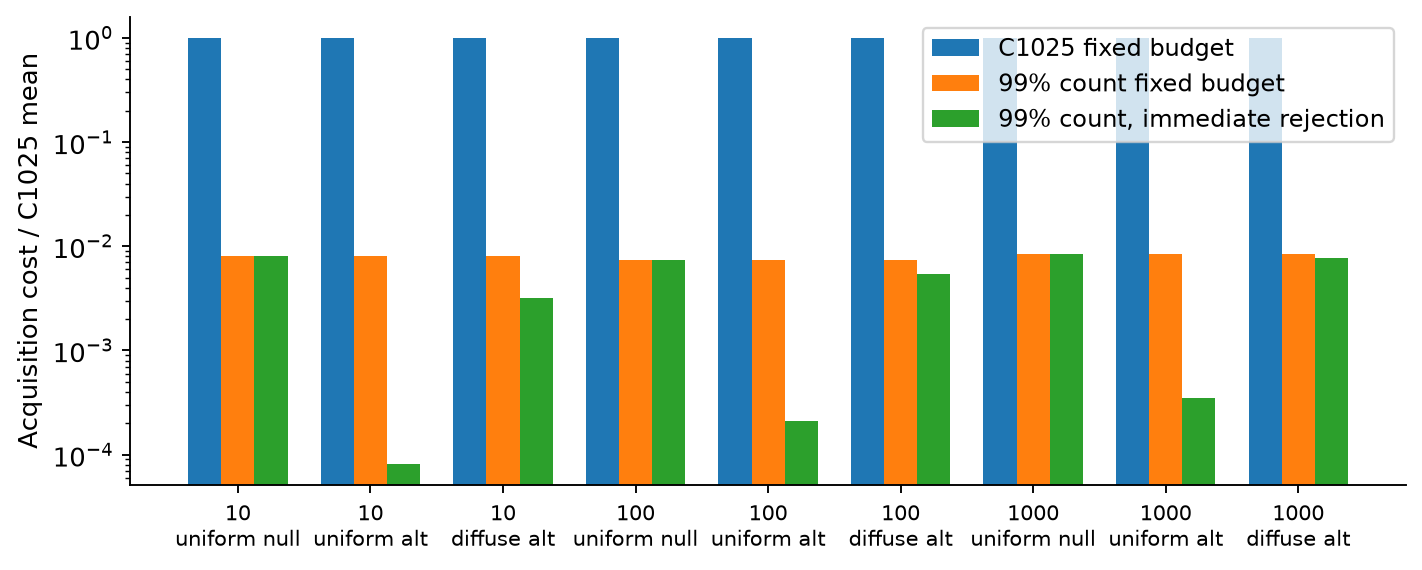 Acquisition cost / C1025 mean
10⁰
10⁻¹
10⁻²
10⁻³
10⁻⁴
C1025 fixed budget
99% count fixed budget
99% count, immediate rejection
10
uniform null
10
uniform alt
10
diffuse alt
100
uniform null
100
uniform alt
100
diffuse alt
1000
uniform null
1000
uniform alt
1000
diffuse alt